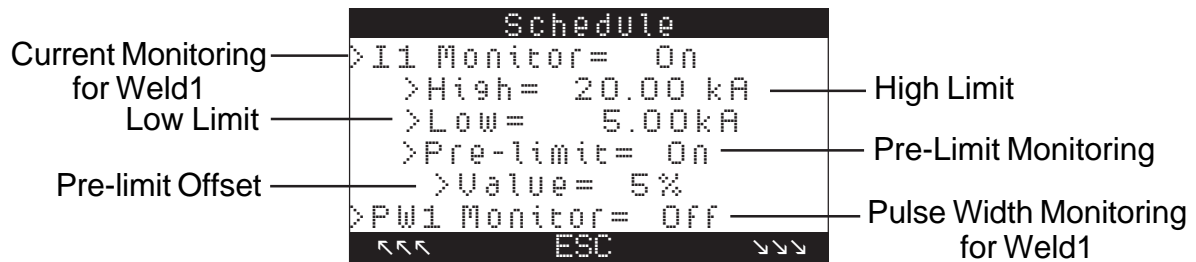 Schedule
Current Monitoring
for Weld1
>I1 Monitor= On
>High= 20.00 kA
High Limit
Low Limit
>Low= 5.00kA
>Pre-limit= On
Pre-Limit Monitoring
Pre-limit Offset
>Value= 5%
>PW1 Monitor= Off
Pulse Width Monitoring
for Weld1
↖↖↖ ESC ↘↘↘